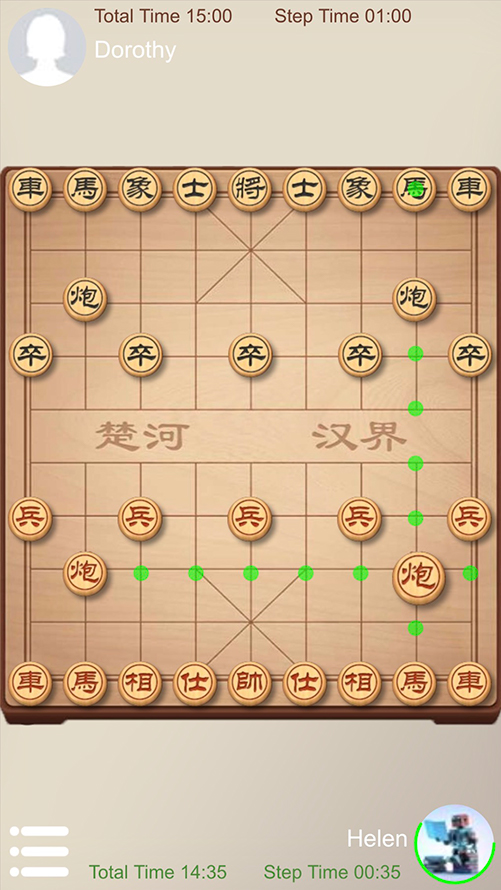 Total Time 15:00 Step Time 01:00
Dorothy
車 馬 象 士 將 士 象 馬 車
炮 炮
卒 卒 卒 卒 卒
楚河 汉界
兵 兵 兵 兵 兵
炮 炮
車 馬 相 仕 帥 仕 相 馬 車
Helen
Total Time 14:35 Step Time 00:35